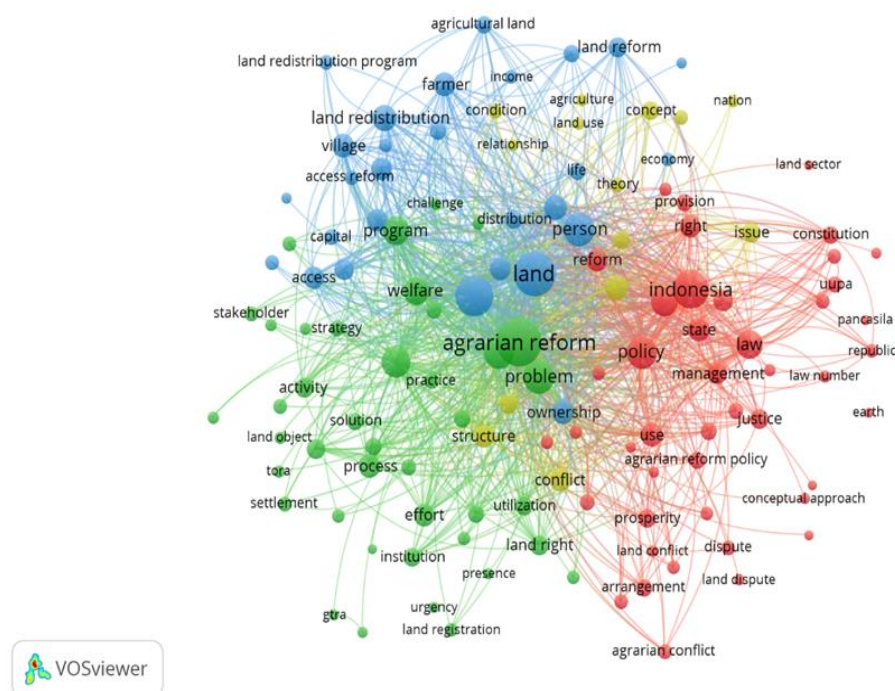 agricultural land
land reform
land redistribution program
income
farmer
agriculture
concept
nation
condition
land redistribution
land use
village
relationship
economy
land sector
access reform
life
theory
challenge
provision
distribution
program
person
right
issue
constitution
capital
reform
access
land
welfare
indonesia
uupa
stakeholder
strategy
state
pancasila
agrarian reform
law
policy
republic
practice
problem
management
law number
activity
ownership
justice
earth
solution
structure
use
land object
process
agrarian reform policy
tora
conflict
settlement
utilization
conceptual approach
effort
prosperity
land right
dispute
institution
land conflict
presence
arrangement
land dispute
gtra
urgency
land registration
agrarian conflict
VOSviewer